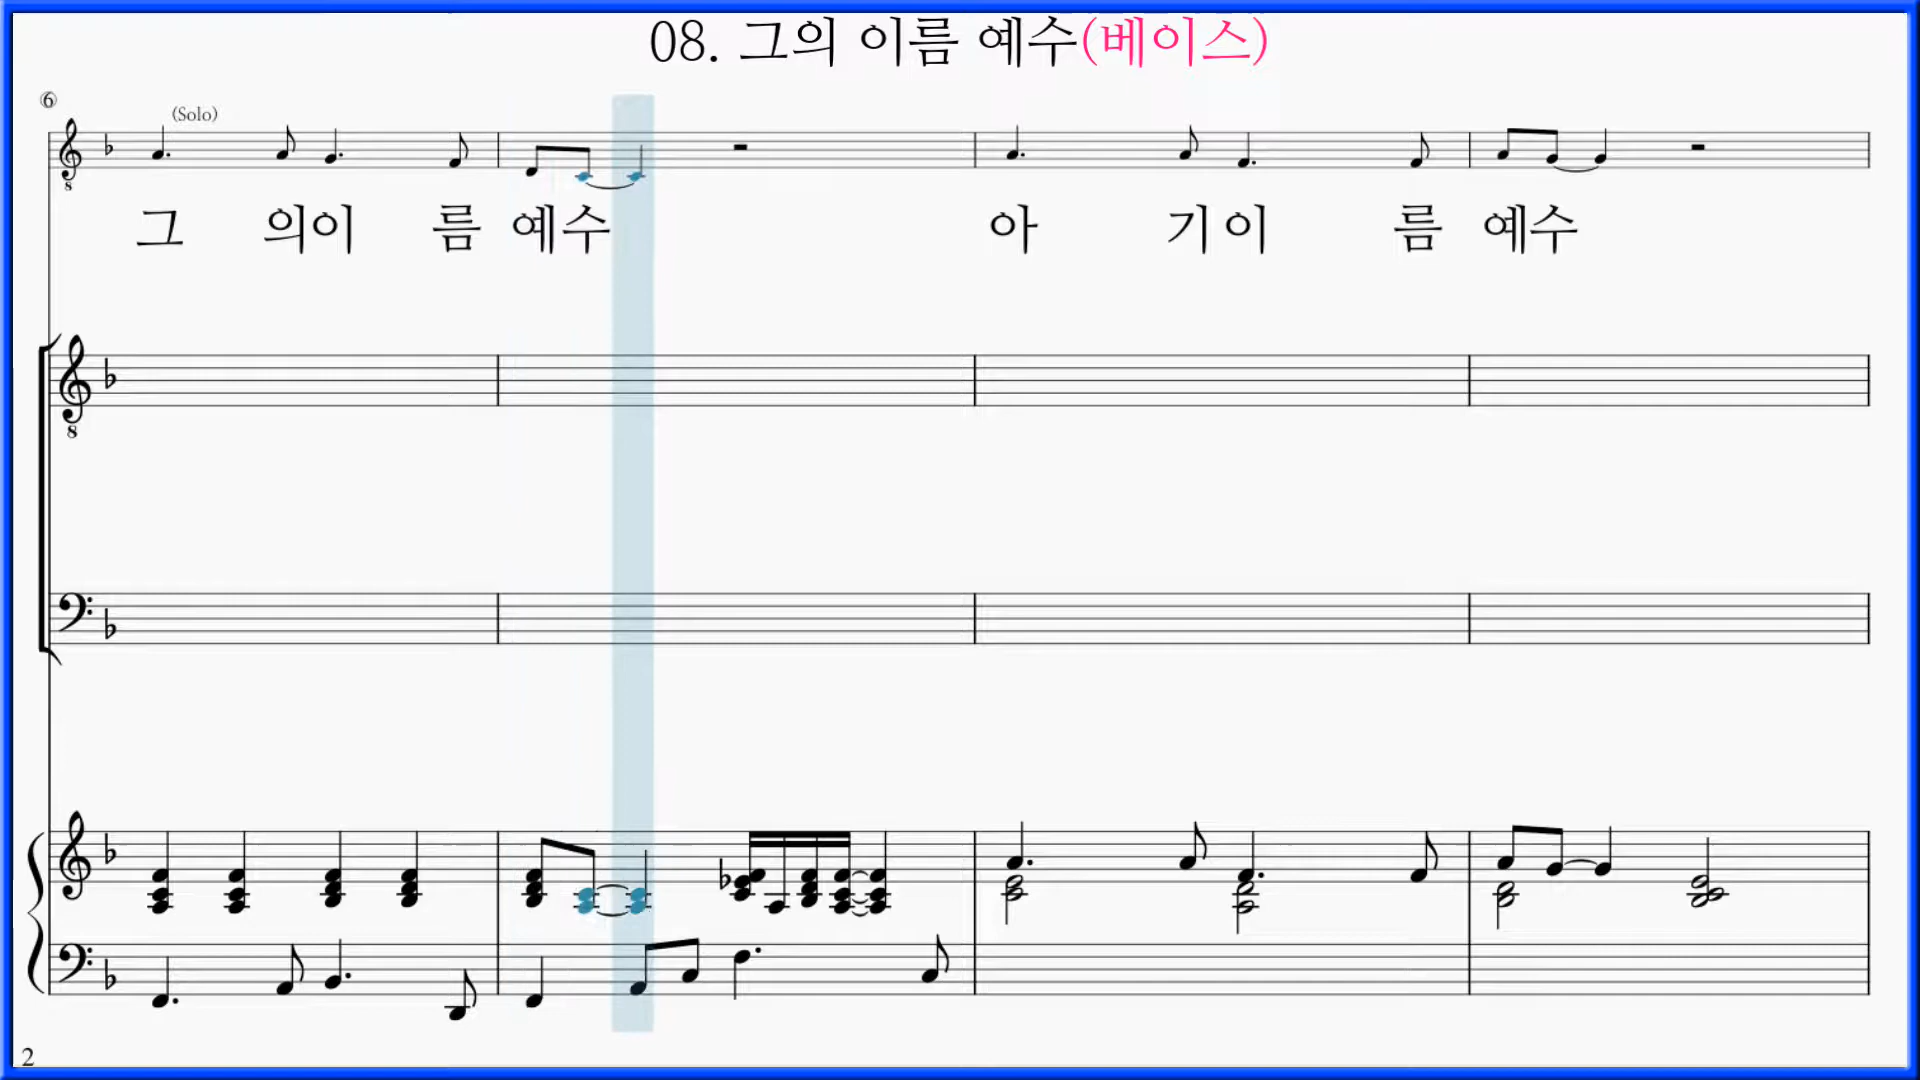 08. 그의 이름 예수(베이스)
⑥
(Solo)
그 의이 름 예수 아 기이 름 예수
2